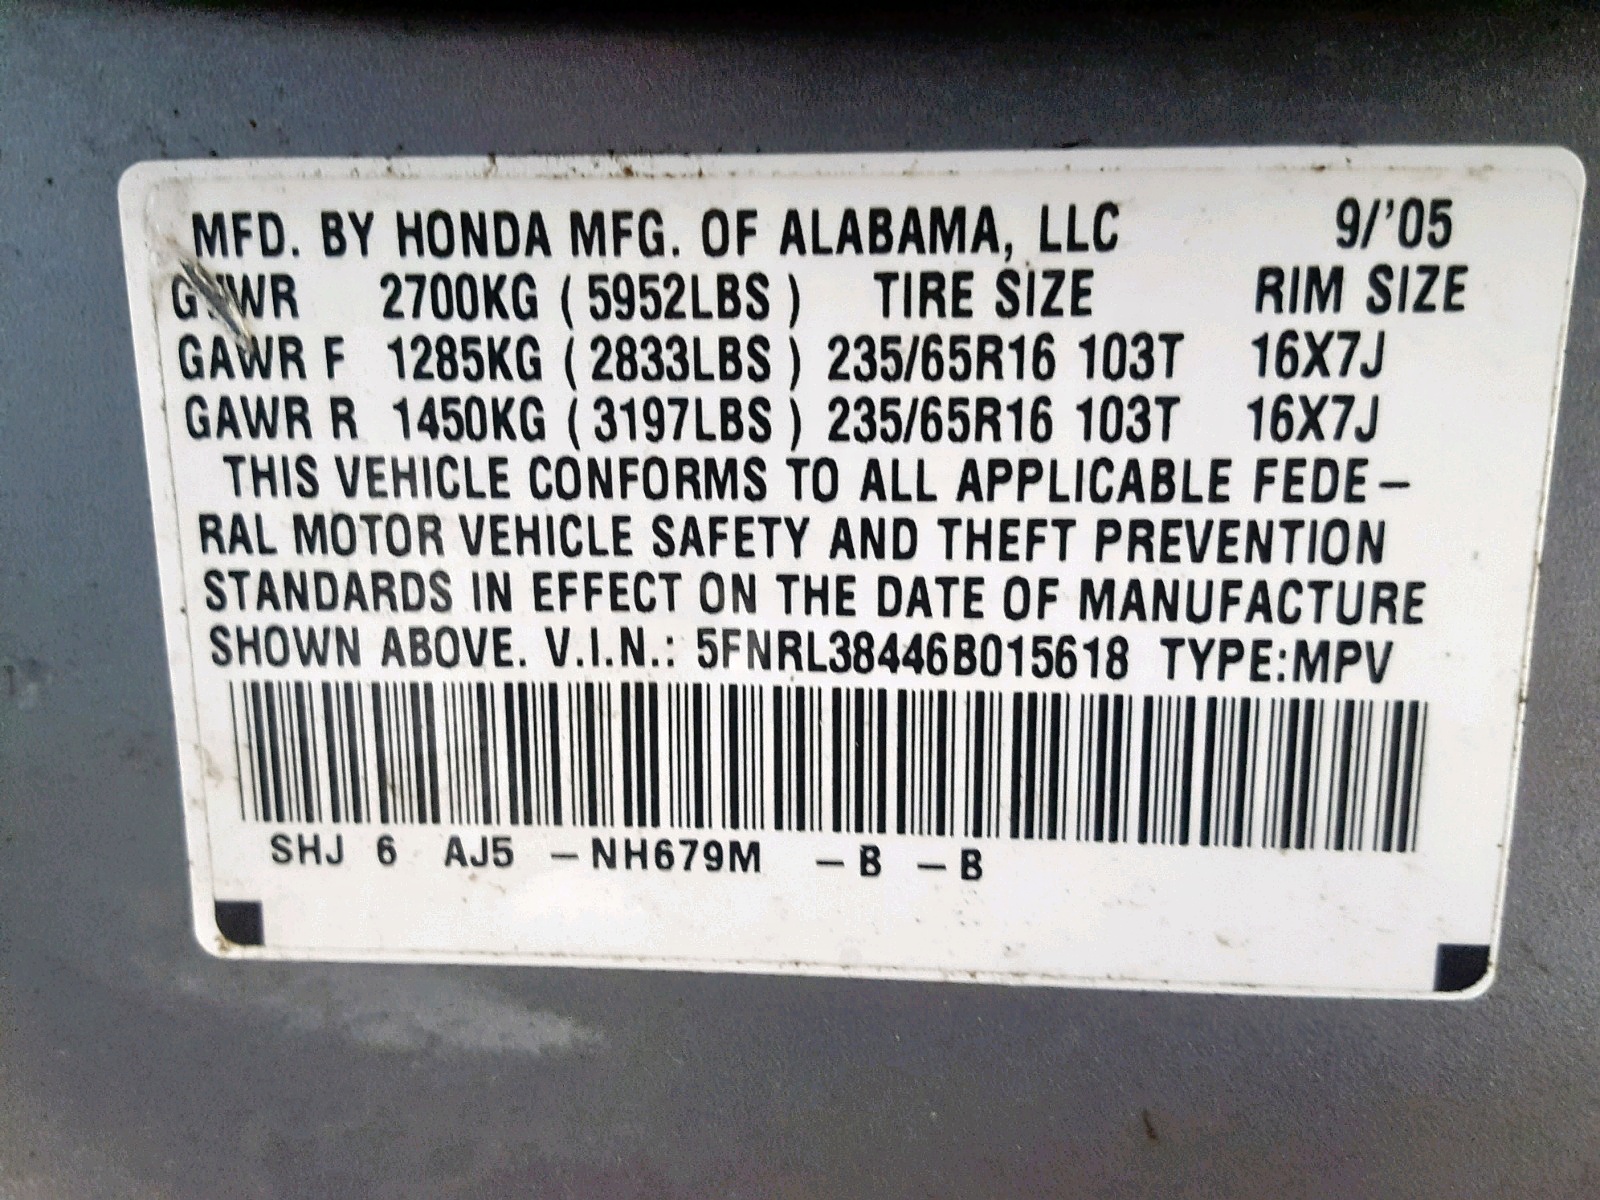 MFD. BY HONDA MFG. OF ALABAMA, LLC 9/'05
GVWR 2700KG (5952LBS) TIRE SIZE RIM SIZE
GAWR F 1285KG (2833LBS) 235/65R16 103T 16X7J
GAWR R 1450KG (3197LBS) 235/65R16 103T 16X7J
THIS VEHICLE CONFORMS TO ALL APPLICABLE FEDE-
RAL MOTOR VEHICLE SAFETY AND THEFT PREVENTION
STANDARDS IN EFFECT ON THE DATE OF MANUFACTURE
SHOWN ABOVE. V.I.N.: 5FNRL38446B015618 TYPE:MPV
SHJ 6 AJ5 -NH679M -B -B